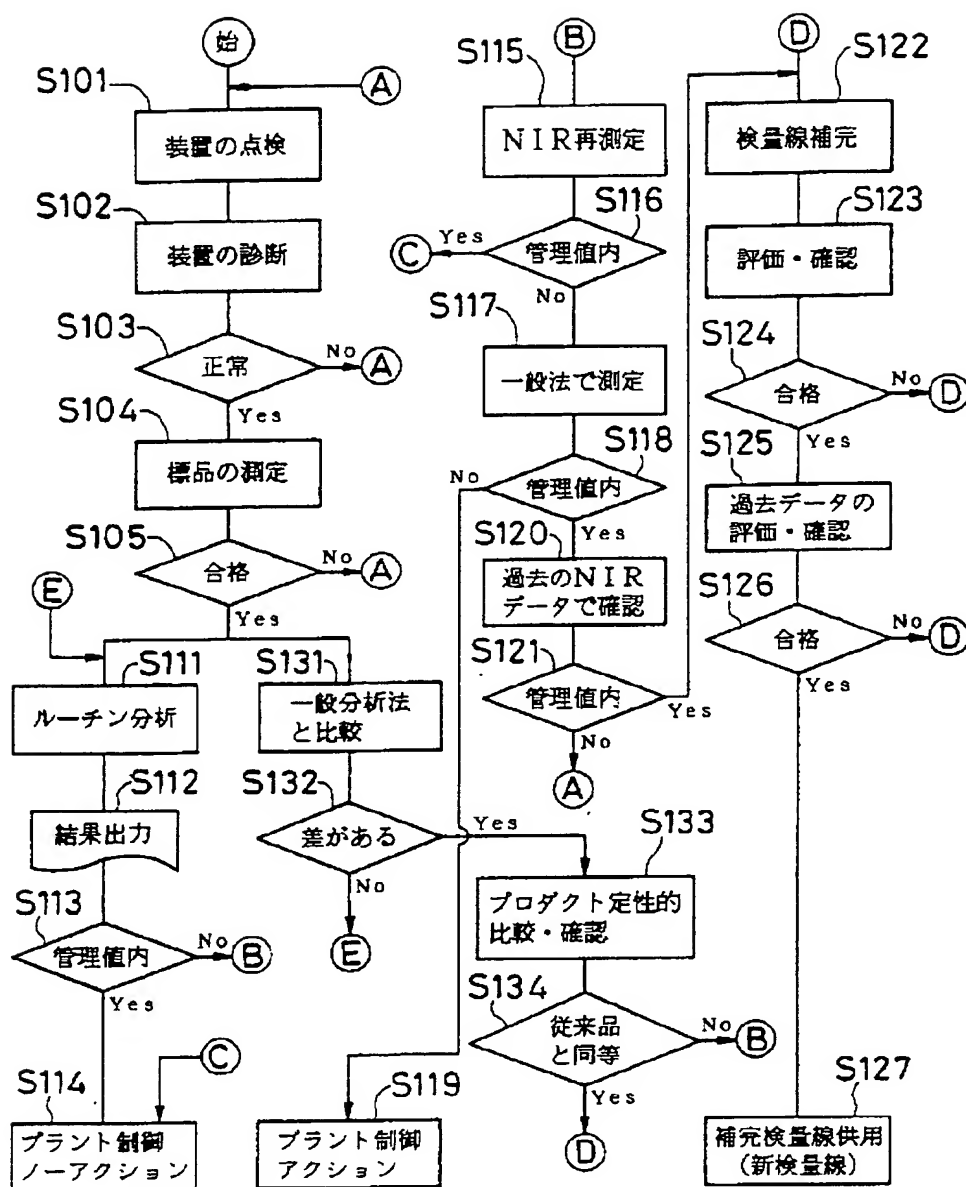 始
S101
A
装置の点検
S102
装置の診断
S103
正常
No
A
Yes
S104
標品の測定
S105
合格
No
A
Yes
E
S111
ルーチン分析
S112
結果出力
S113
管理値内
No
B
Yes
C
S114
プラント制御
ノーアクション
S131
一般分析法
と比較
S132
差がある
Yes
No
E
B
S115
NIR再測定
S116
Yes
管理値内
C
No
S117
一般法で測定
S118
No
管理値内
Yes
S120
過去のNIR
データで確認
S121
管理値内
Yes
No
A
S133
プロダクト定性的
比較・確認
S134
従来品
と同等
No
B
Yes
D
S119
プラント制御
アクション
D
S122
検量線補完
S123
評価・確認
S124
合格
No
D
Yes
S125
過去データの
評価・確認
S126
合格
No
D
Yes
S127
補完検量線供用
(新検量線)